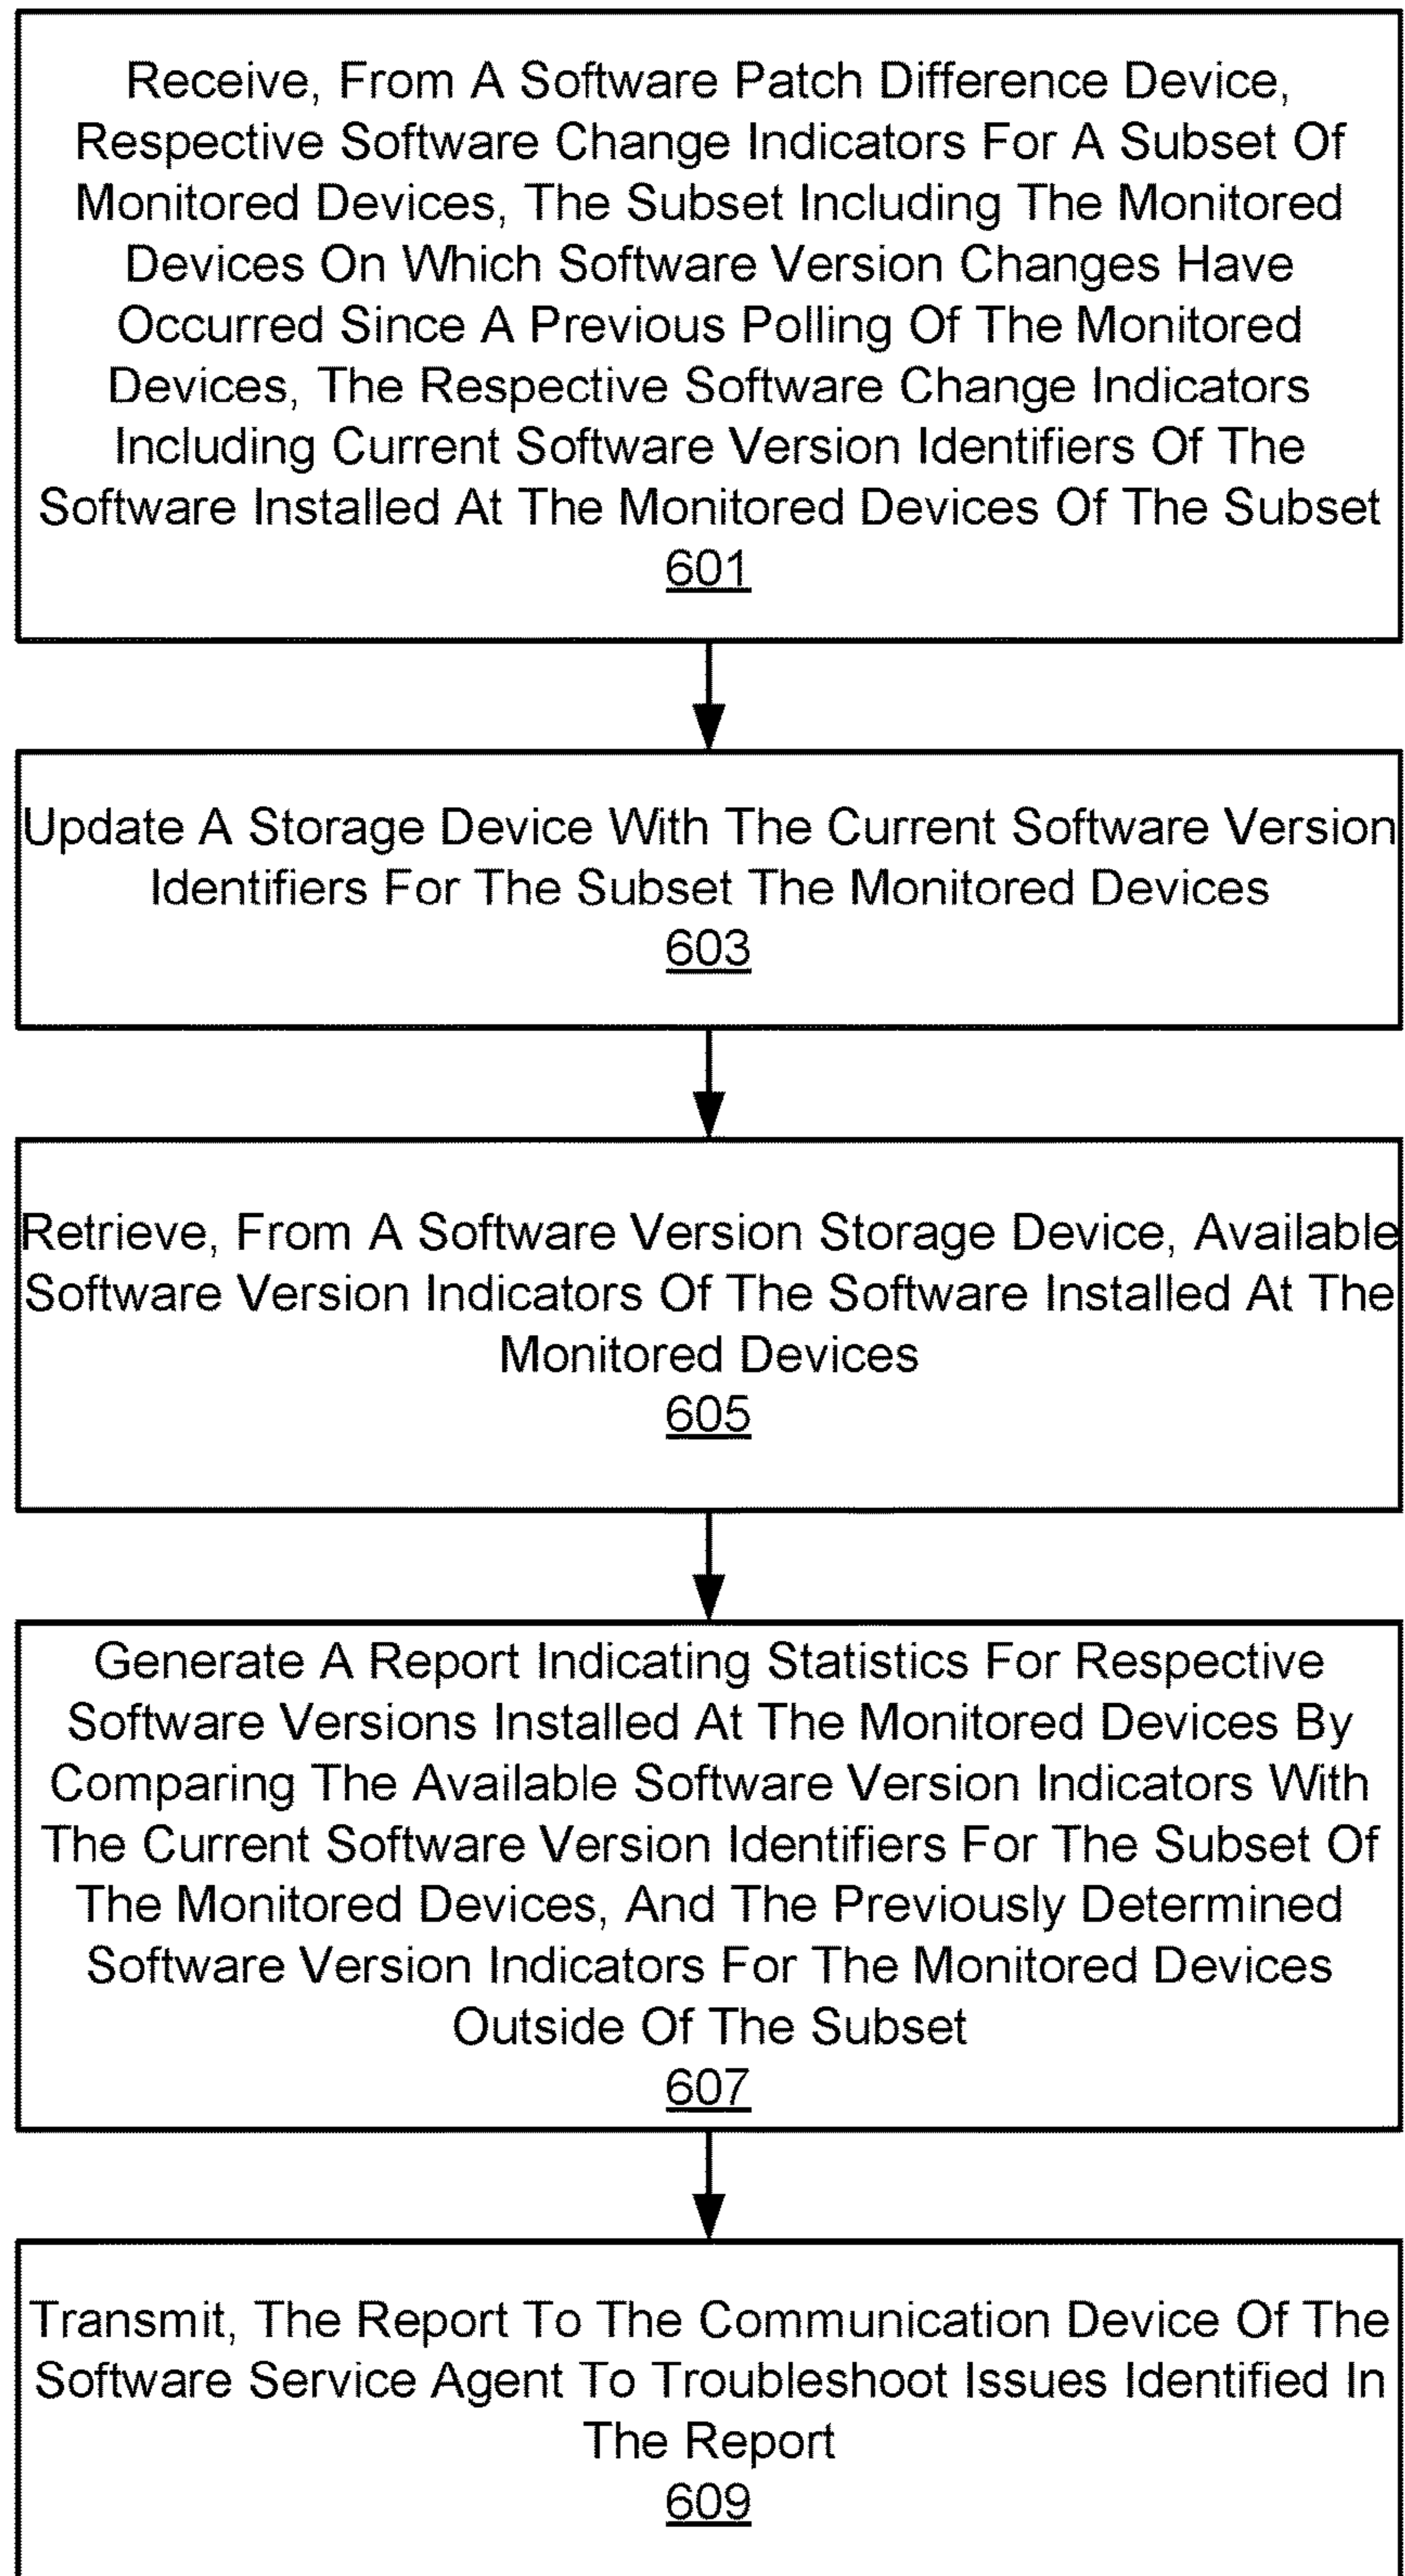 Receive, From A Software Patch Difference Device,
Respective Software Change Indicators For A Subset Of
Monitored Devices, The Subset Including The Monitored
Devices On Which Software Version Changes Have
Occurred Since A Previous Polling Of The Monitored
Devices, The Respective Software Change Indicators
Including Current Software Version Identifiers Of The
Software Installed At The Monitored Devices Of The Subset
601
Update A Storage Device With The Current Software Version
Identifiers For The Subset The Monitored Devices
603
Retrieve, From A Software Version Storage Device, Available
Software Version Indicators Of The Software Installed At The
Monitored Devices
605
Generate A Report Indicating Statistics For Respective
Software Versions Installed At The Monitored Devices By
Comparing The Available Software Version Indicators With
The Current Software Version Identifiers For The Subset Of
The Monitored Devices, And The Previously Determined
Software Version Indicators For The Monitored Devices
Outside Of The Subset
607
Transmit, The Report To The Communication Device Of The
Software Service Agent To Troubleshoot Issues Identified In
The Report
609